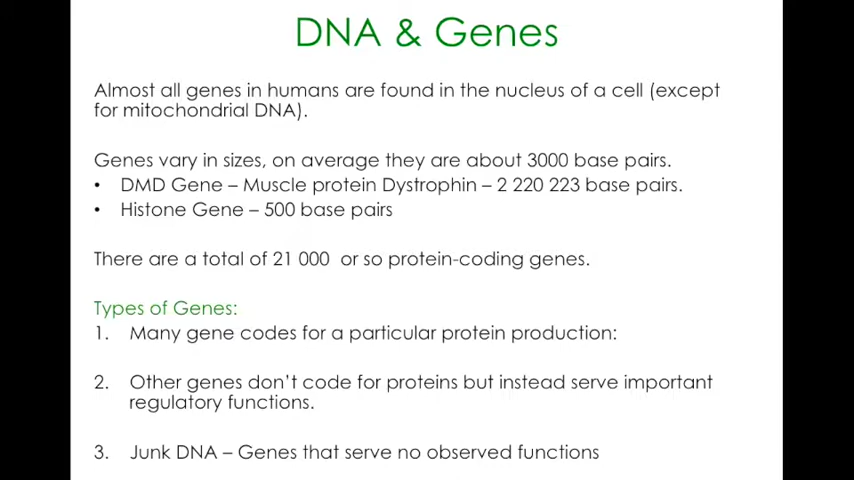 DNA & Genes
Almost all genes in humans are found in the nucleus of a cell (except
for mitochondrial DNA).
Genes vary in sizes, on average they are about 3000 base pairs.
• DMD Gene – Muscle protein Dystrophin – 2 220 223 base pairs.
• Histone Gene – 500 base pairs
There are a total of 21 000 or so protein-coding genes.
Types of Genes:
1. Many gene codes for a particular protein production:
2. Other genes don't code for proteins but instead serve important
regulatory functions.
3. Junk DNA – Genes that serve no observed functions